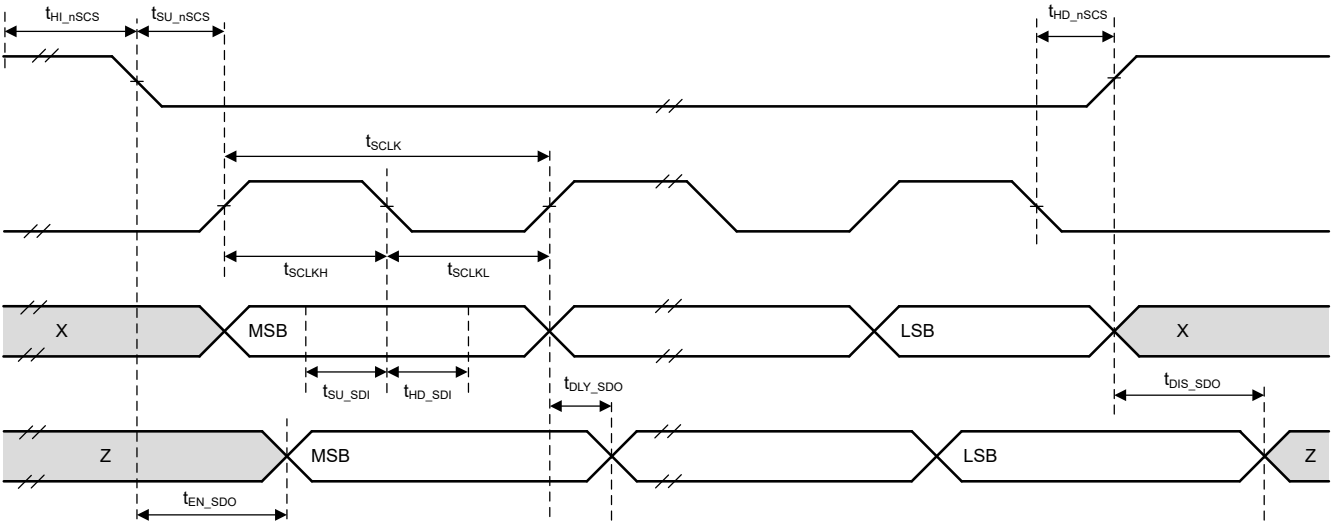 tHI_nSCS tSU_nSCS tHD_nSCS
tSCLK
tSCLKH tSCLKL
X MSB LSB X
tSU_SDI tHD_SDI tDLY_SDO tDIS_SDO
Z MSB LSB Z
tEN_SDO